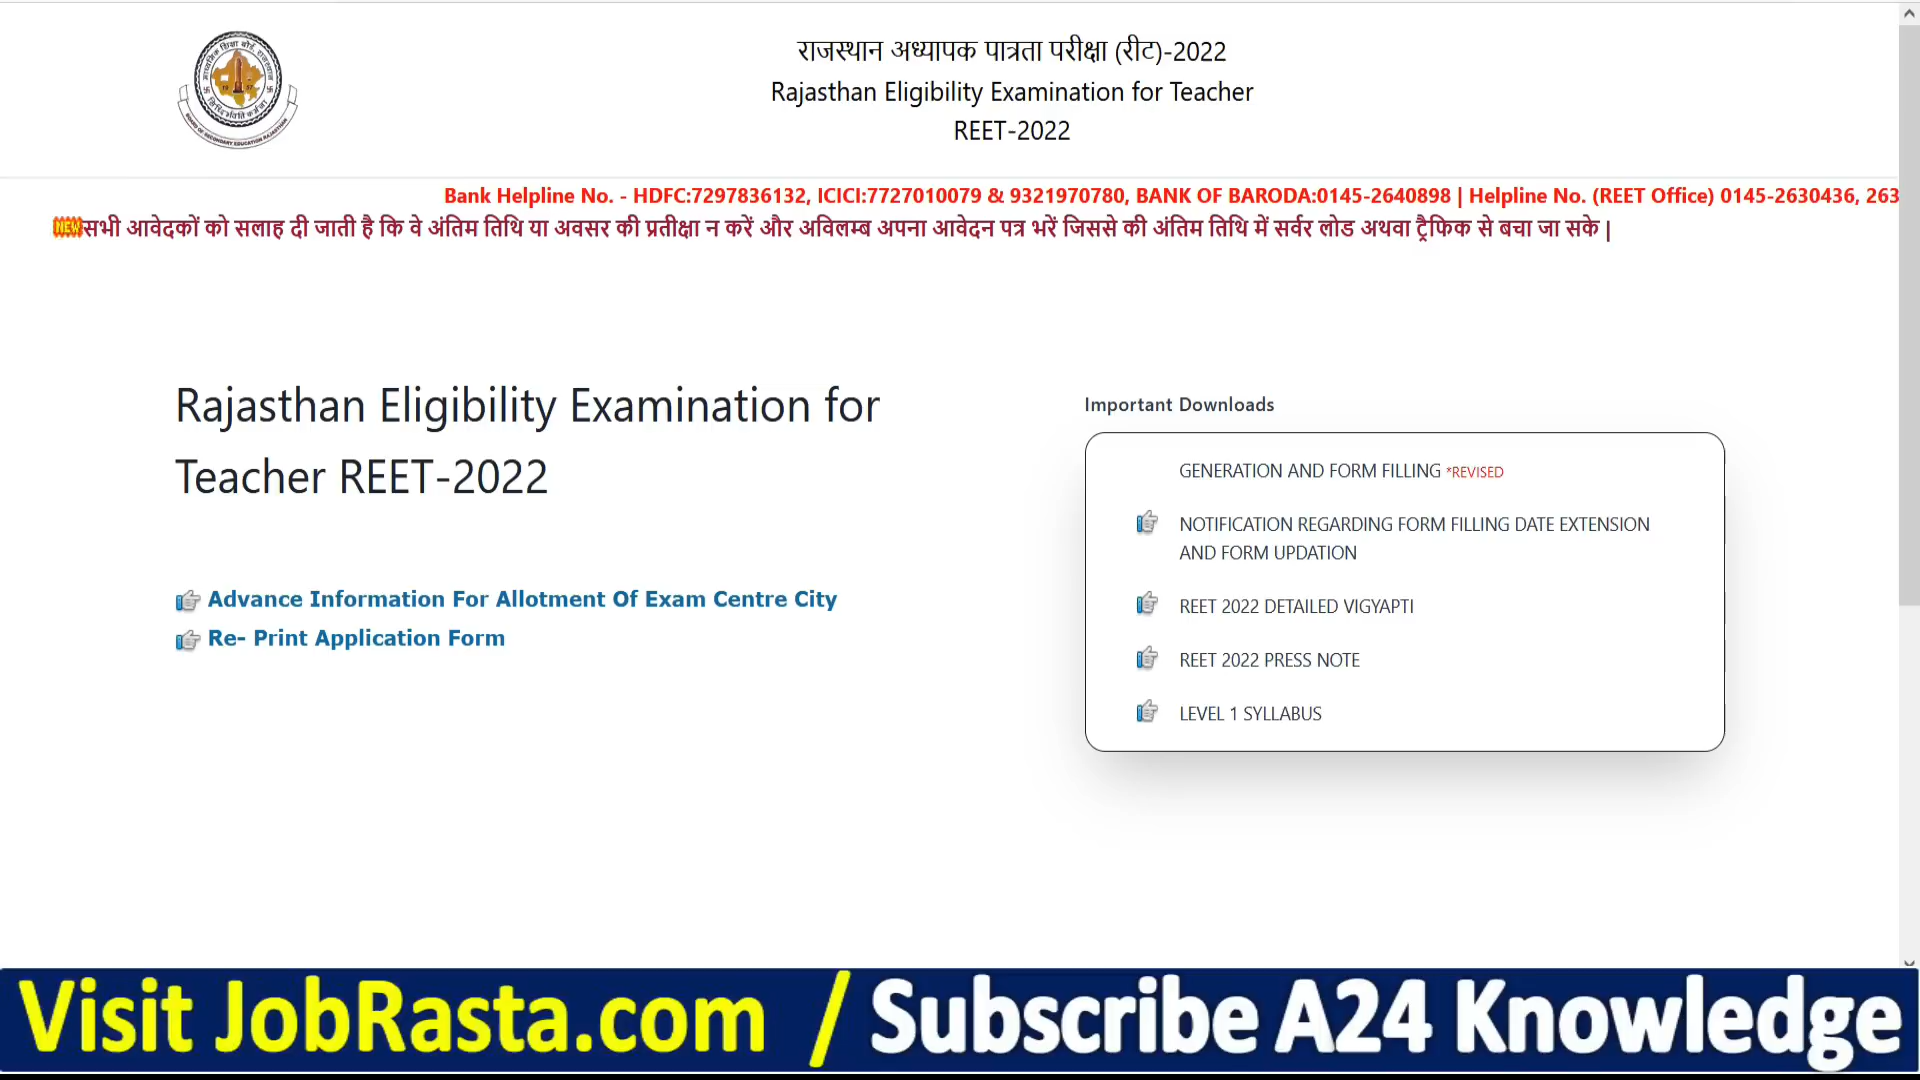 राजस्थान अध्यापक पात्रता परीक्षा (रीट)-2022
Rajasthan Eligibility Examination for Teacher
REET-2022
Bank Helpline No. - HDFC:7297836132, ICICI:7727010079 & 9321970780, BANK OF BARODA:0145-2640898 | Helpline No. (REET Office) 0145-2630436, 263
NEW सभी आवेदकों को सलाह दी जाती है कि वे अंतिम तिथि या अवसर की प्रतीक्षा न करें और अविलम्ब अपना आवेदन पत्र भरें जिससे की अंतिम तिथि में सर्वर लोड अथवा ट्रैफिक से बचा जा सके |
Rajasthan Eligibility Examination for
Teacher REET-2022
Advance Information For Allotment Of Exam Centre City
Re- Print Application Form
Important Downloads
GENERATION AND FORM FILLING *REVISED
NOTIFICATION REGARDING FORM FILLING DATE EXTENSION
AND FORM UPDATION
REET 2022 DETAILED VIGYAPTI
REET 2022 PRESS NOTE
LEVEL 1 SYLLABUS
Visit JobRasta.com / Subscribe A24 Knowledge